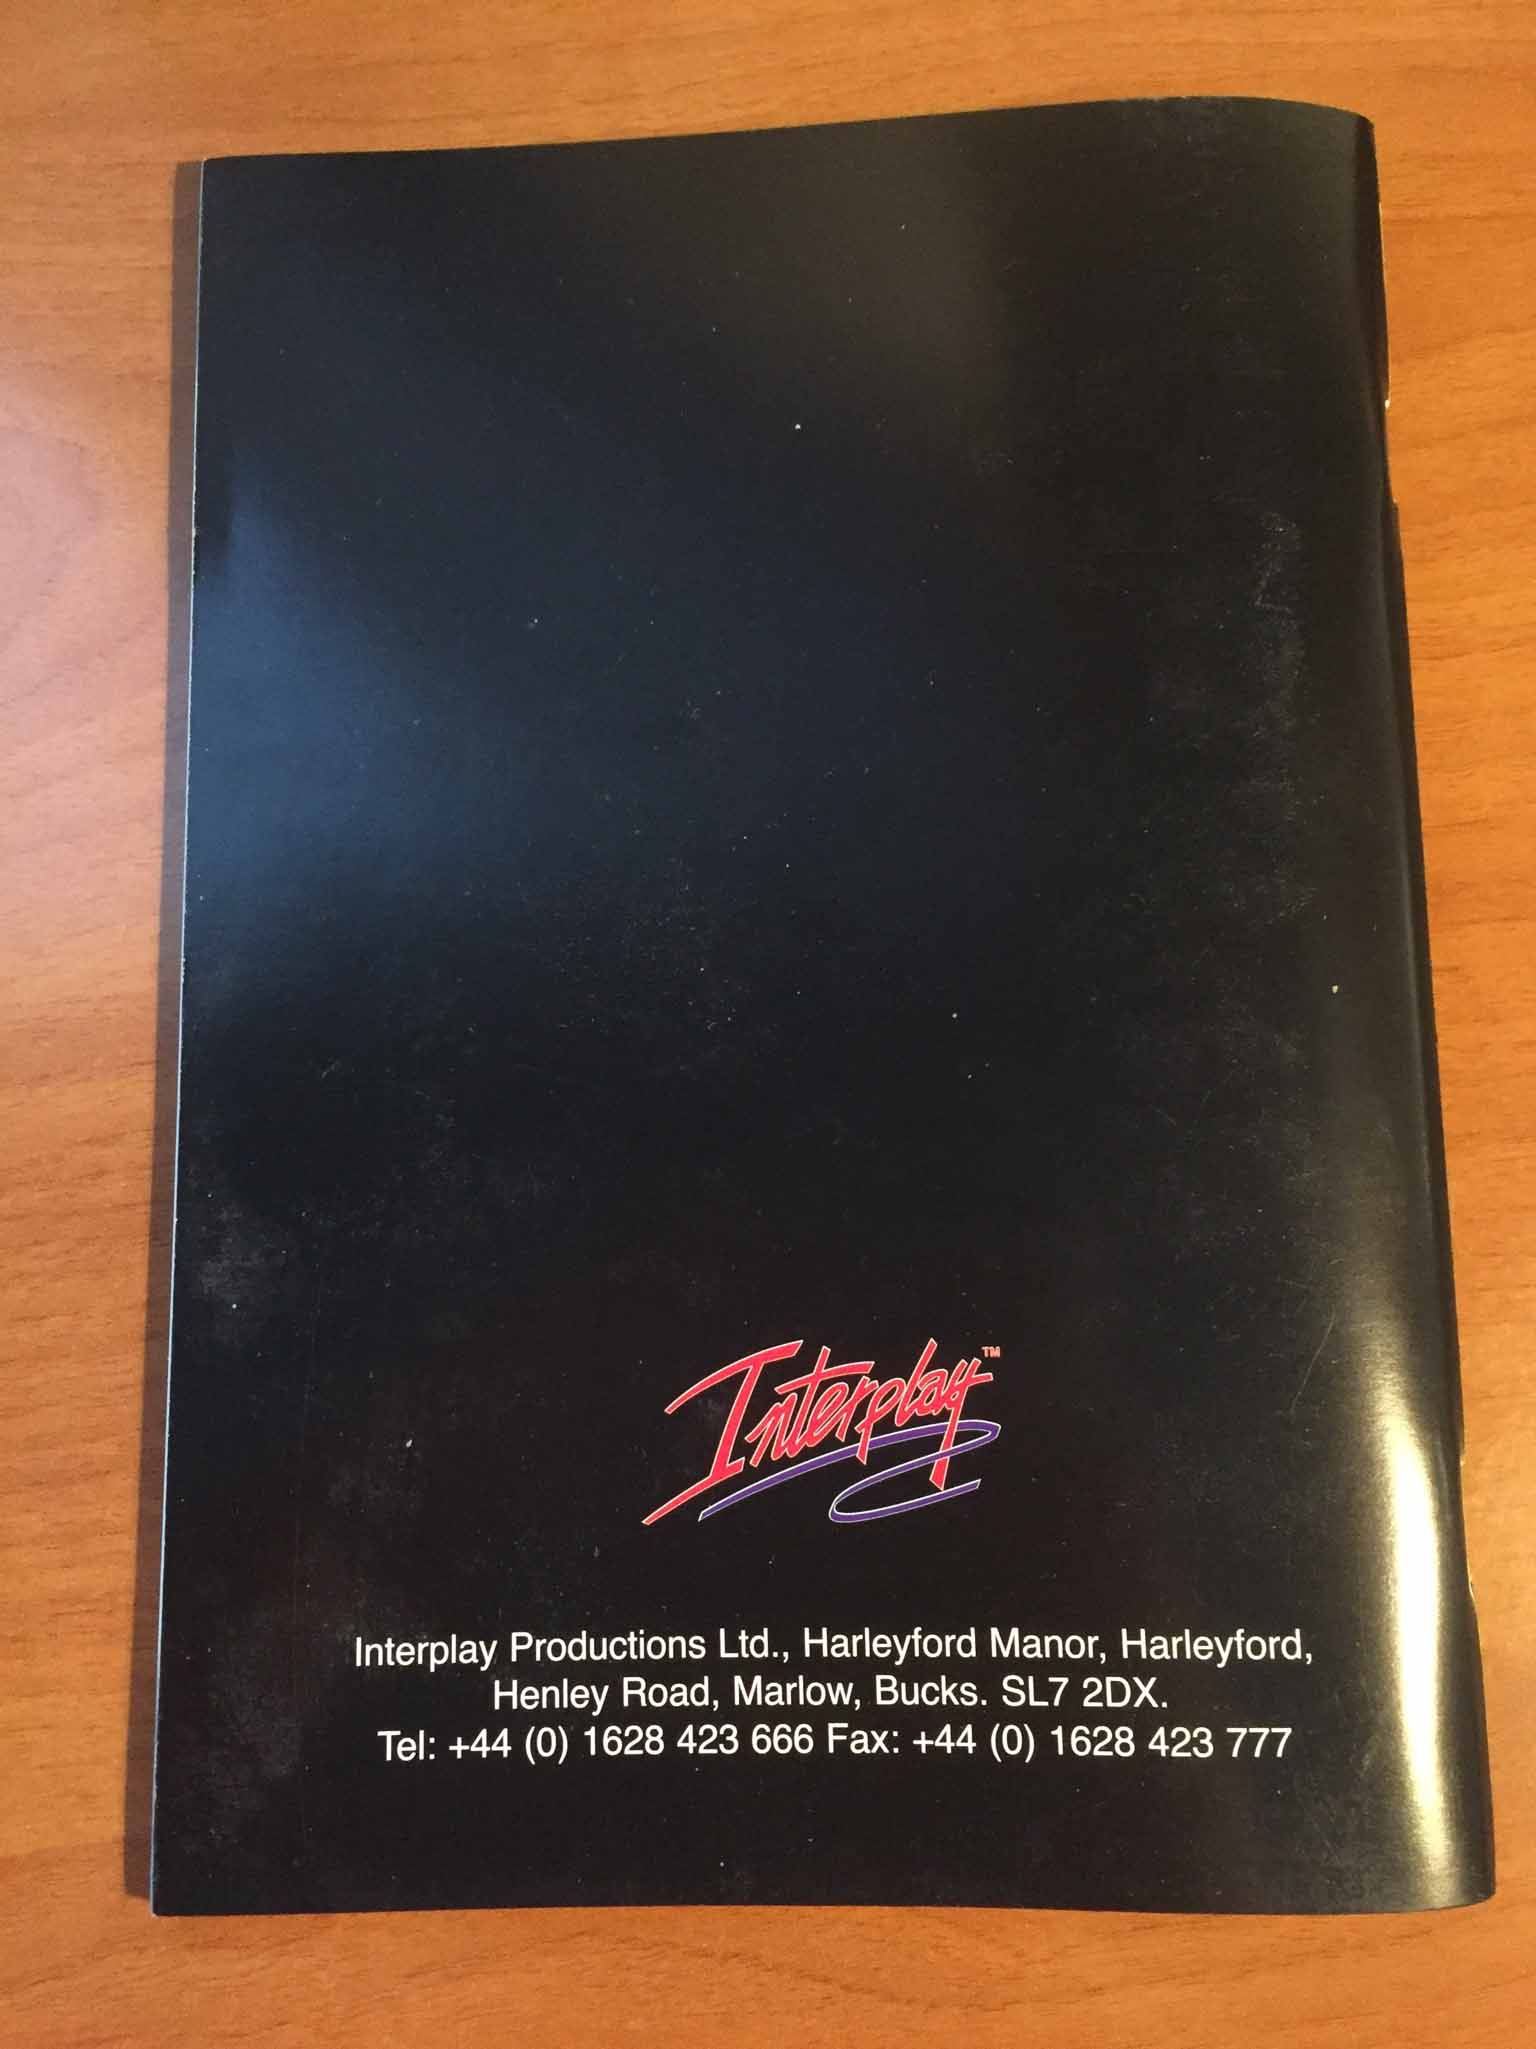 Interplay™
Interplay Productions Ltd., Harleyford Manor, Harleyford,
Henley Road, Marlow, Bucks. SL7 2DX.
Tel: +44 (0) 1628 423 666 Fax: +44 (0) 1628 423 777